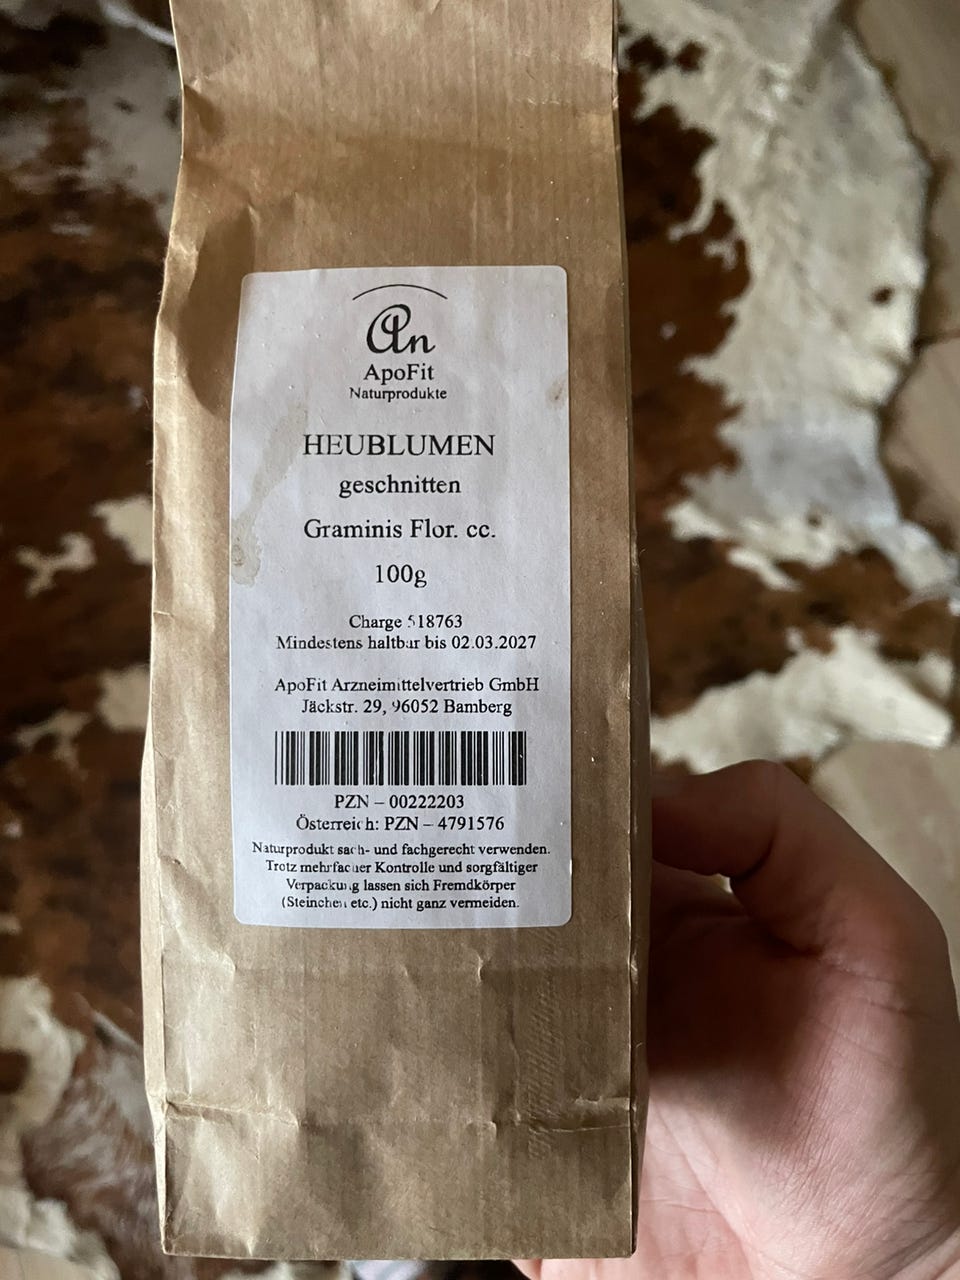 An
ApoFit
Naturprodukte
HEUBLUMEN
geschnitten
Graminis Flor. cc.
100g
Charge 518763
Mindestens haltbar bis 02.03.2027
ApoFit Arzneimittelvertrieb GmbH
Jäckstr. 29, 96052 Bamberg
PZN – 00222203
Österreich: PZN – 4791576
Naturprodukt sach- und fachgerecht verwenden.
Trotz mehrfacher Kontrolle und sorgfältiger
Verpackung lassen sich Fremdkörper
(Steinchen etc.) nicht ganz vermeiden.